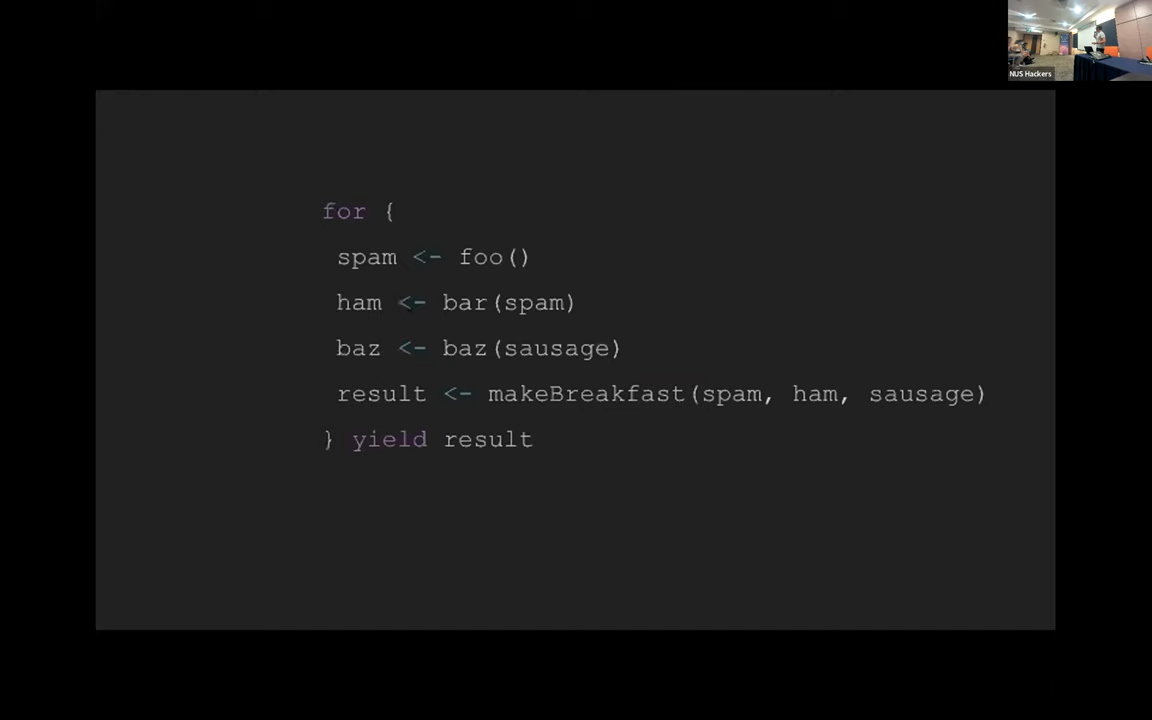 NUS Hackers
for {
spam <- foo()
ham <- bar(spam)
baz <- baz(sausage)
result <- makeBreakfast(spam, ham, sausage)
} yield result